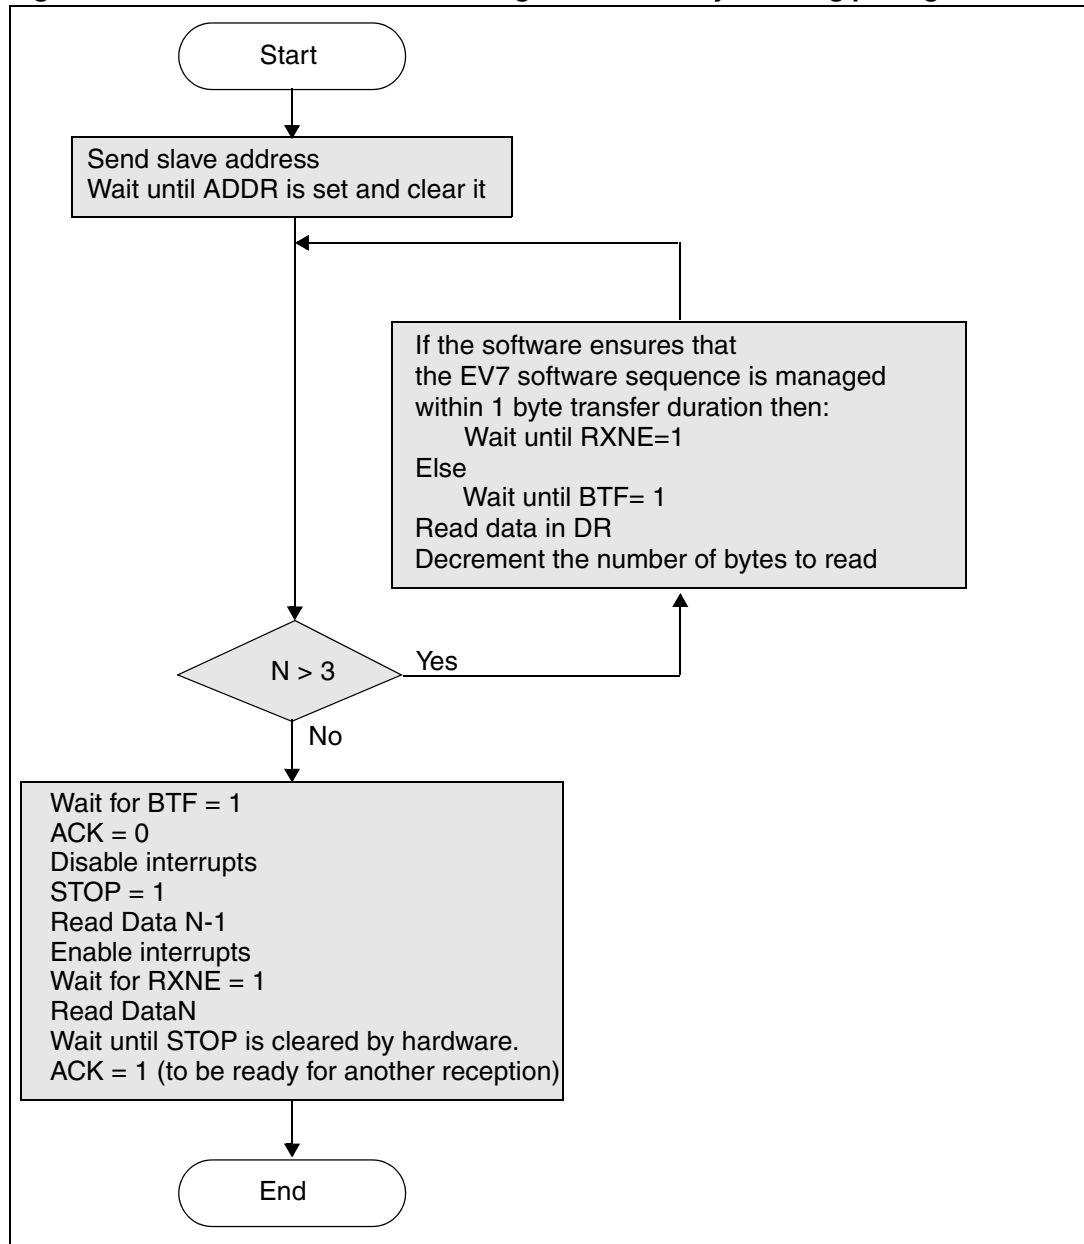 Start
Send slave address
Wait until ADDR is set and clear it
If the software ensures that
the EV7 software sequence is managed
within 1 byte transfer duration then:
Wait until RXNE=1
Else
Wait until BTF= 1
Read data in DR
Decrement the number of bytes to read
N > 3
Yes
No
Wait for BTF = 1
ACK = 0
Disable interrupts
STOP = 1
Read Data N-1
Enable interrupts
Wait for RXNE = 1
Read DataN
Wait until STOP is cleared by hardware.
ACK = 1 (to be ready for another reception)
End